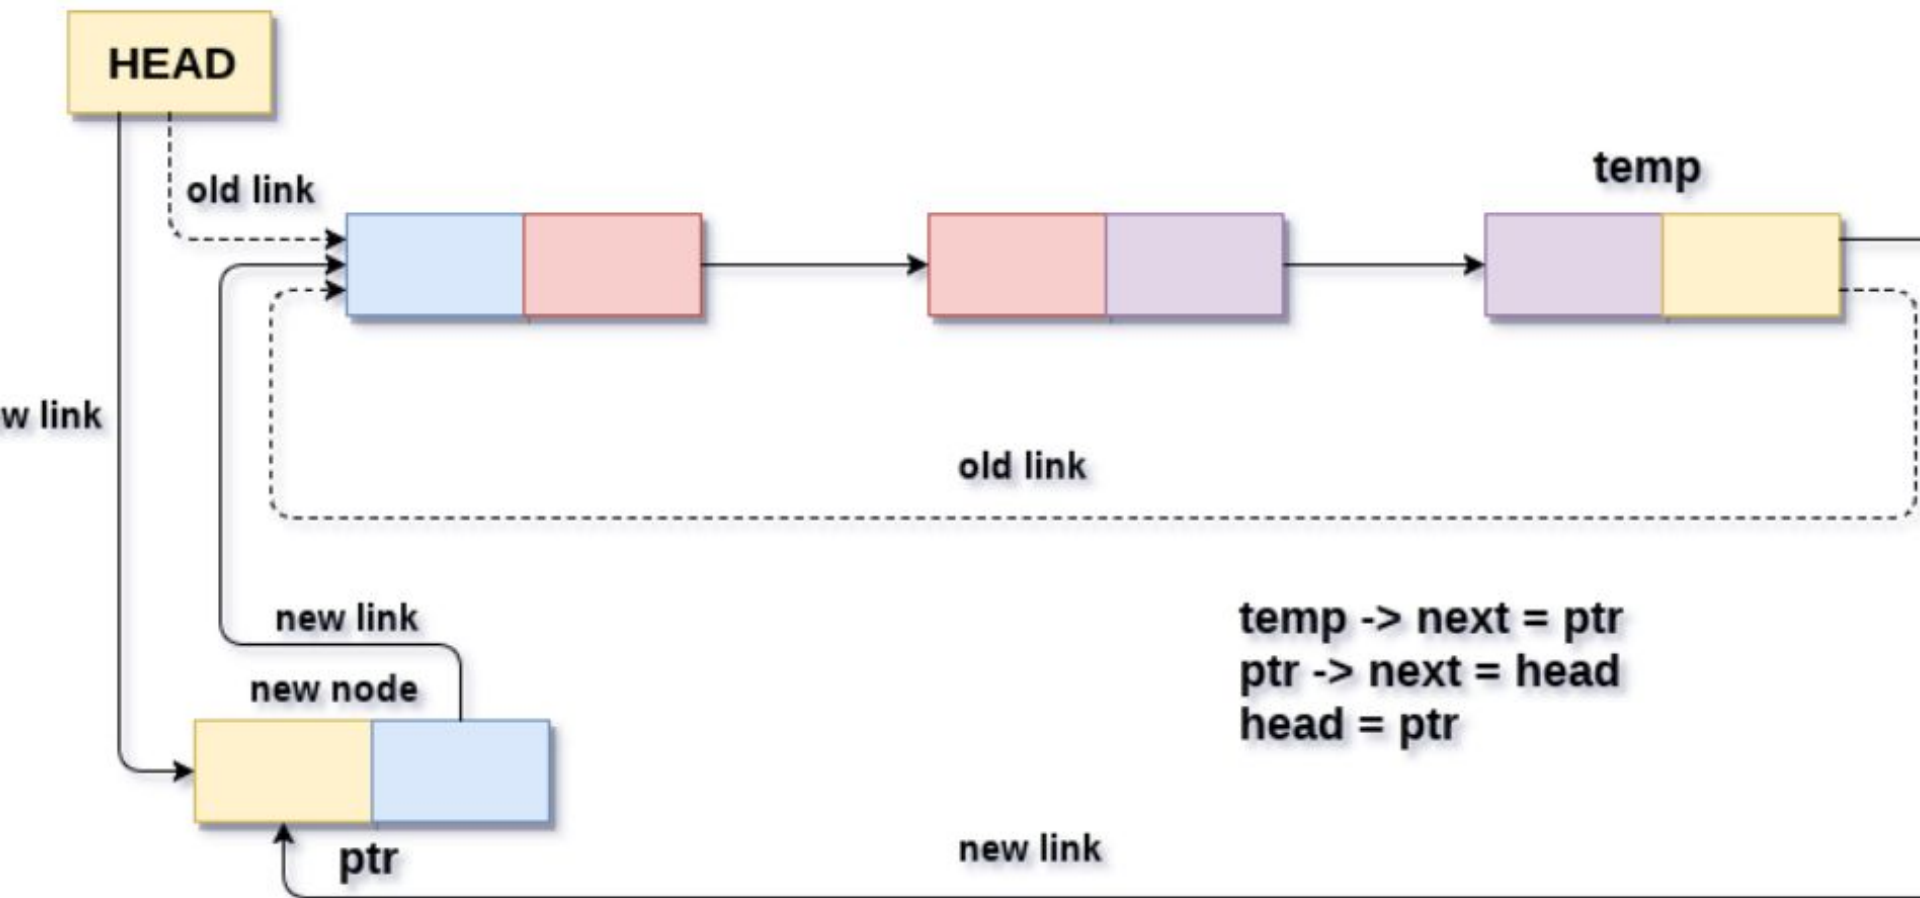 HEAD
old link
temp
w link
old link
new link
new node
temp -> next = ptr
ptr -> next = head
head = ptr
ptr
new link